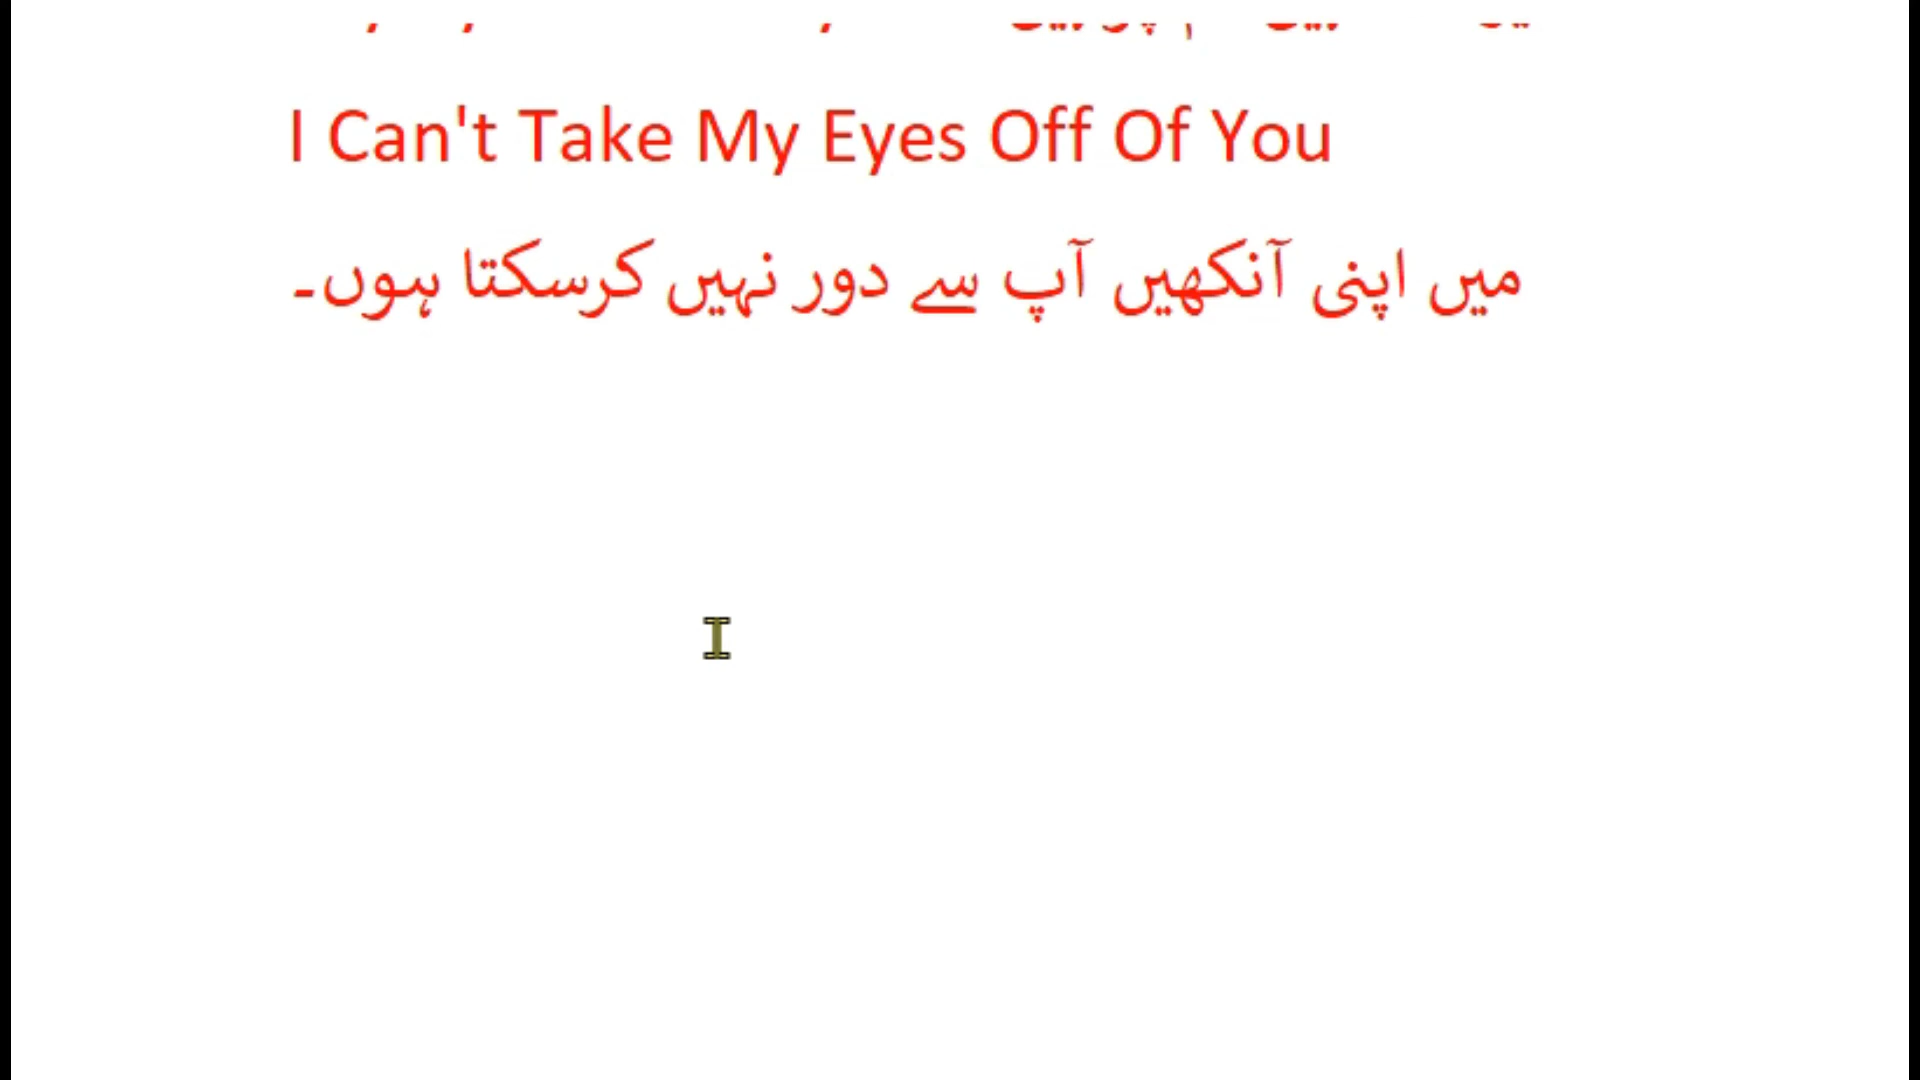 I Can't Take My Eyes Off Of You
میں اپنی آنکھیں آپ سے دور نہیں کرسکتا ہوں۔